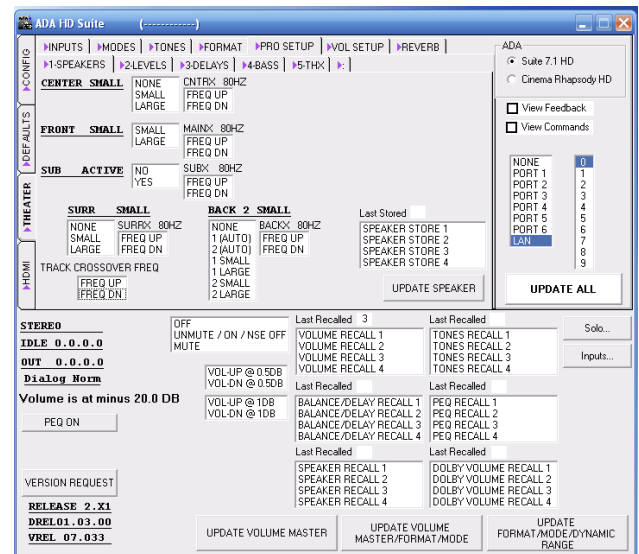 ADA HD Suite (------------)
INPUTS MODES TONES FORMAT PRO SETUP VOL SETUP REVERB
1-SPEAKERS 2-LEVELS 3-DELAYS 4-BASS 5-THX :
CONFIG
DEFAULTS
THEATER
HDMI
CENTER SMALL
NONE
SMALL
LARGE
CNTRX 80HZ
FREQ UP
FREQ DN
FRONT SMALL
SMALL
LARGE
MAINX 80HZ
FREQ UP
FREQ DN
SUB ACTIVE
NO
YES
SUBX 80HZ
FREQ UP
FREQ DN
SURR SMALL
NONE
SMALL
LARGE
SURRX 80HZ
FREQ UP
FREQ DN
BACK 2 SMALL
NONE
1 (AUTO)
2 (AUTO)
1 SMALL
1 LARGE
2 SMALL
2 LARGE
BACKX 80HZ
FREQ UP
FREQ DN
TRACK CROSSOVER FREQ
FREQ UP
FREQ DN
Last Stored
SPEAKER STORE 1
SPEAKER STORE 2
SPEAKER STORE 3
SPEAKER STORE 4
UPDATE SPEAKER
ADA
Suite 7.1 HD
Cinema Rhapsody HD
View Feedback
View Commands
NONE
PORT 1
PORT 2
PORT 3
PORT 4
PORT 5
PORT 6
LAN
0
1
2
3
4
5
6
7
8
9
UPDATE ALL
STEREO
IDLE 0.0.0.0
OUT 0.0.0.0
Dialog Norm
Volume is at minus 20.0 DB
PEQ ON
VERSION REQUEST
RELEASE 2.X1
DREL01.03.00
VREL 07.033
OFF
UNMUTE / ON / NSE OFF
MUTE
VOL-UP @ 0.5DB
VOL-DN @ 0.5DB
VOL-UP @ 1DB
VOL-DN @ 1DB
Last Recalled 3
VOLUME RECALL 1
VOLUME RECALL 2
VOLUME RECALL 3
VOLUME RECALL 4
Last Recalled
TONES RECALL 1
TONES RECALL 2
TONES RECALL 3
TONES RECALL 4
Last Recalled
BALANCE/DELAY RECALL 1
BALANCE/DELAY RECALL 2
BALANCE/DELAY RECALL 3
BALANCE/DELAY RECALL 4
Last Recalled
PEQ RECALL 1
PEQ RECALL 2
PEQ RECALL 3
PEQ RECALL 4
Last Recalled
SPEAKER RECALL 1
SPEAKER RECALL 2
SPEAKER RECALL 3
SPEAKER RECALL 4
Last Recalled
DOLBY VOLUME RECALL 1
DOLBY VOLUME RECALL 2
DOLBY VOLUME RECALL 3
DOLBY VOLUME RECALL 4
Solo...
Inputs...
UPDATE VOLUME MASTER
UPDATE VOLUME
MASTER/FORMAT/MODE
UPDATE
FORMAT/MODE/DYNAMIC
RANGE